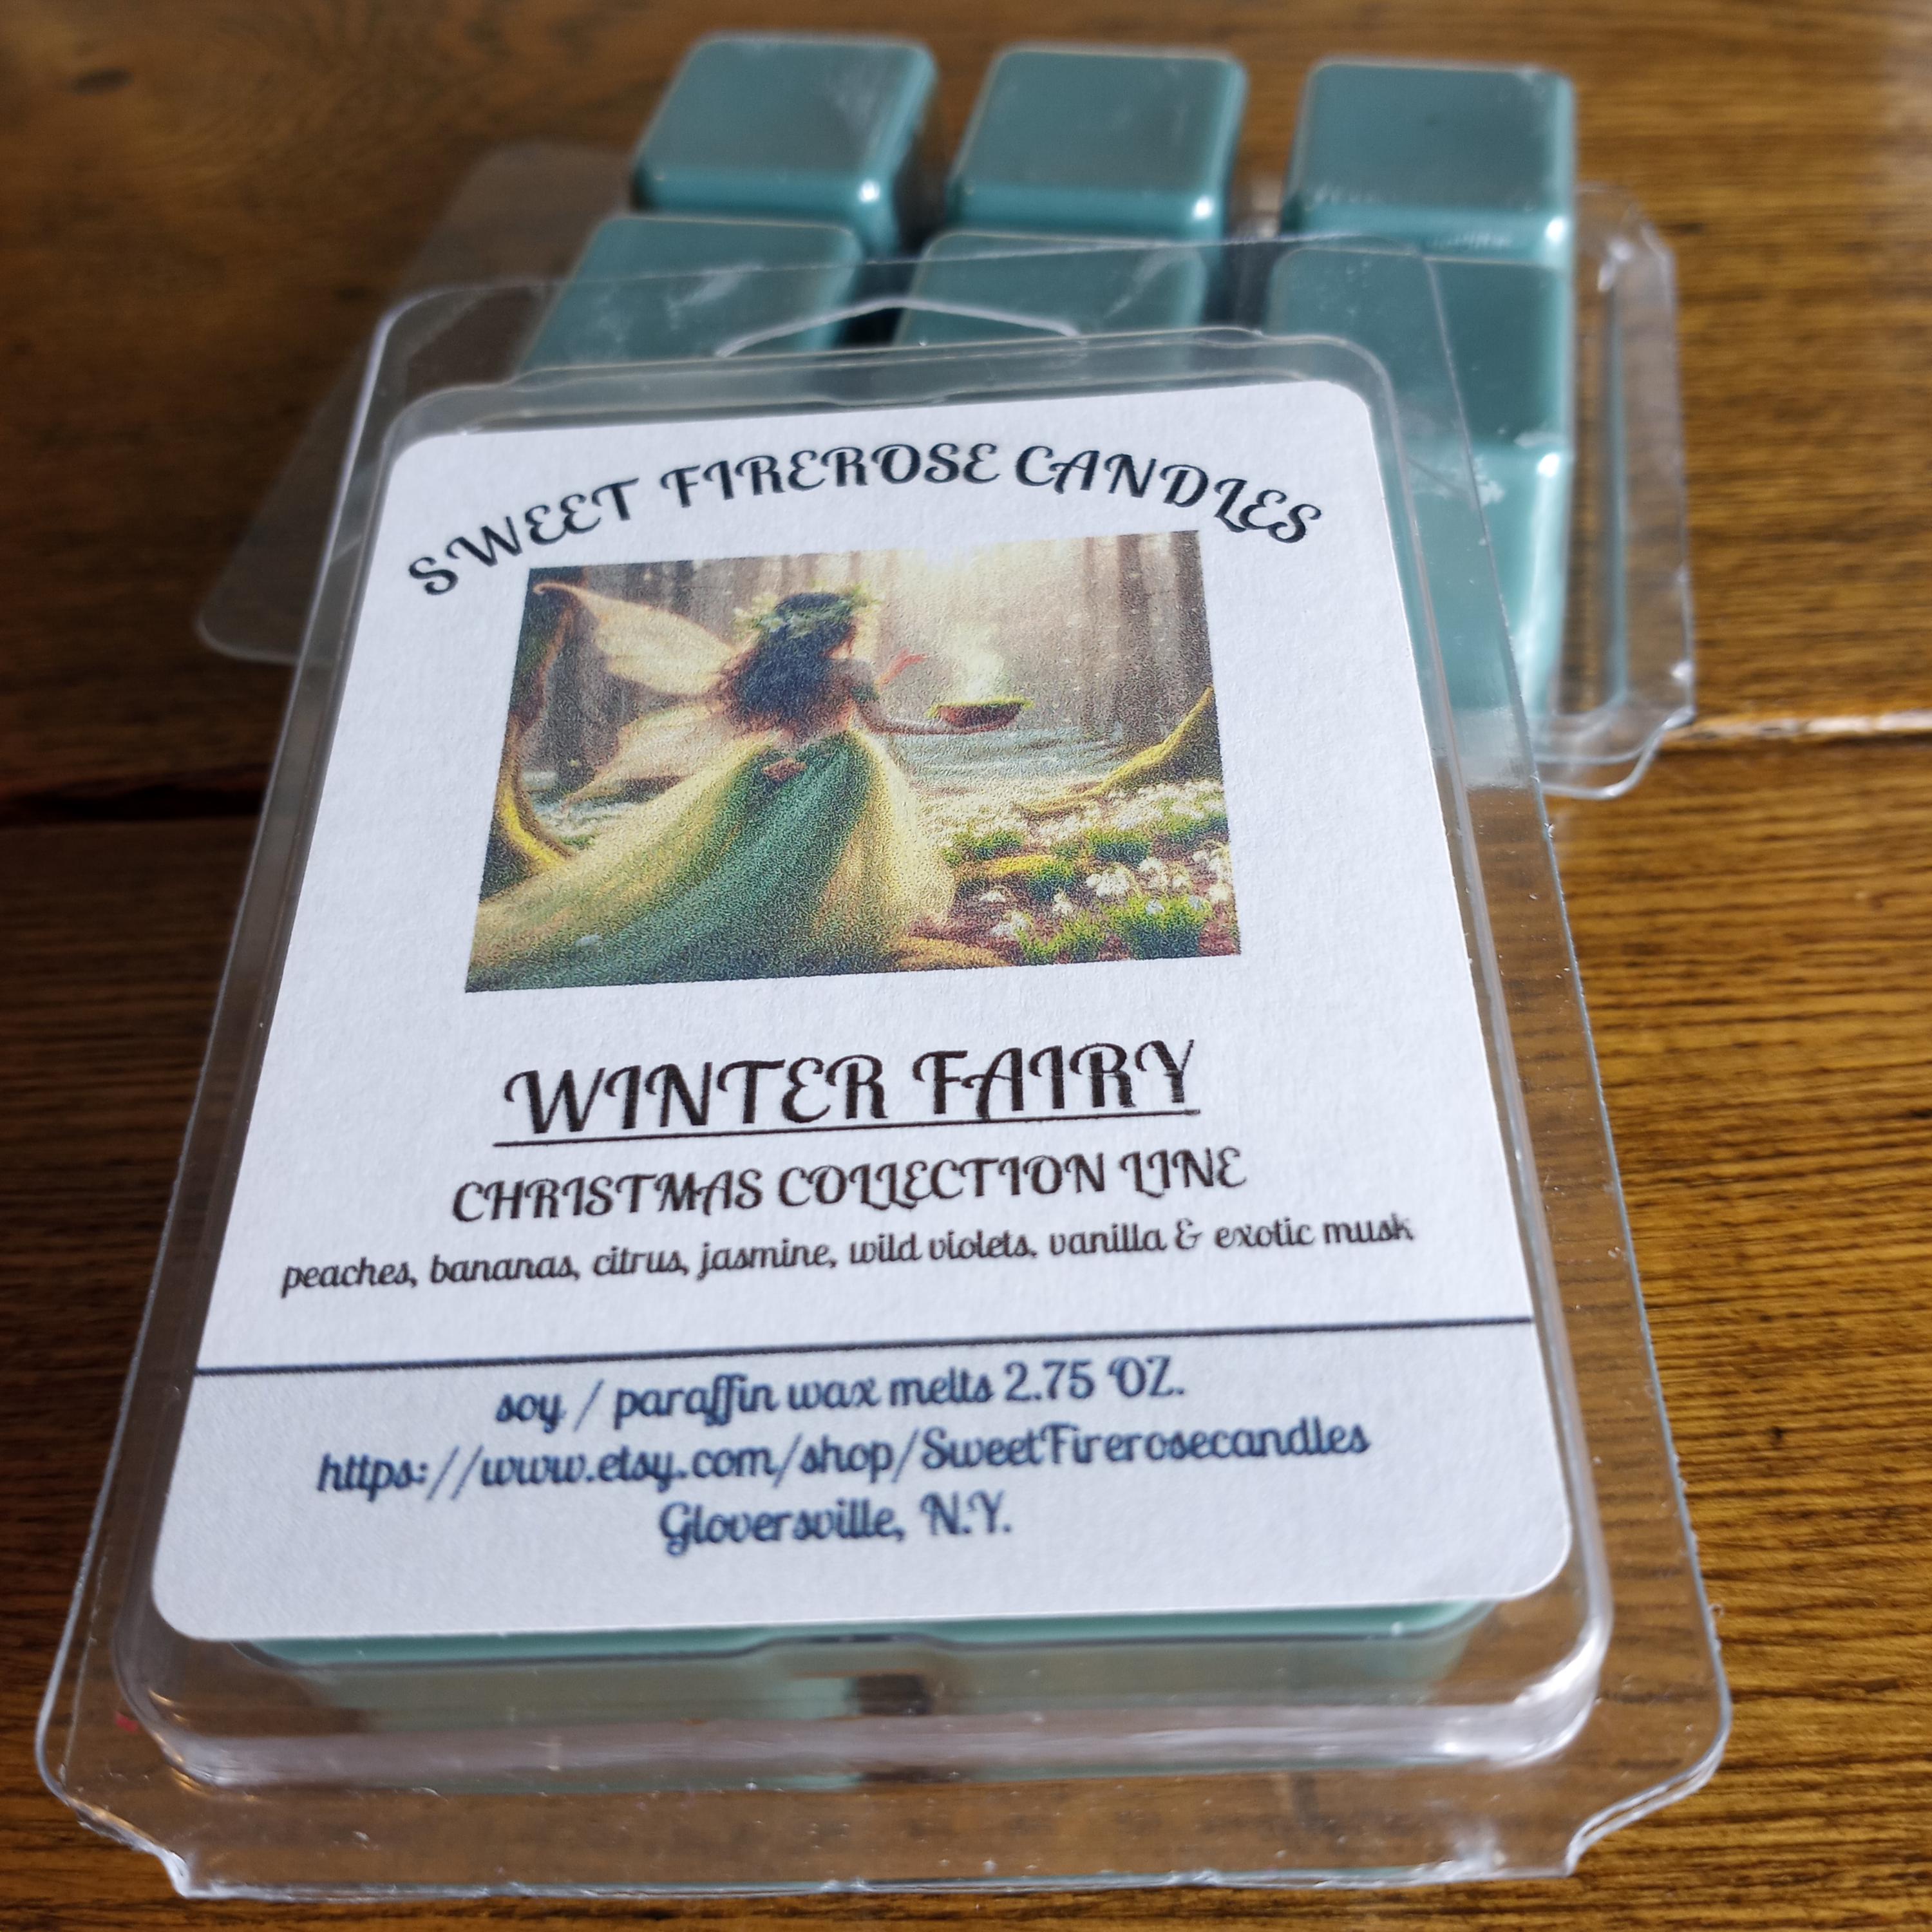 SWEET FIREROSE CANDLES
WINTER FAIRY
CHRISTMAS COLLECTION LINE
peaches, bananas, citrus, jasmine, wild violets, vanilla & exotic musk
soy / paraffin wax melts 2.75 OZ.
https://www.etsy.com/shop/SweetFirerosecandles
Gloversville, N.Y.